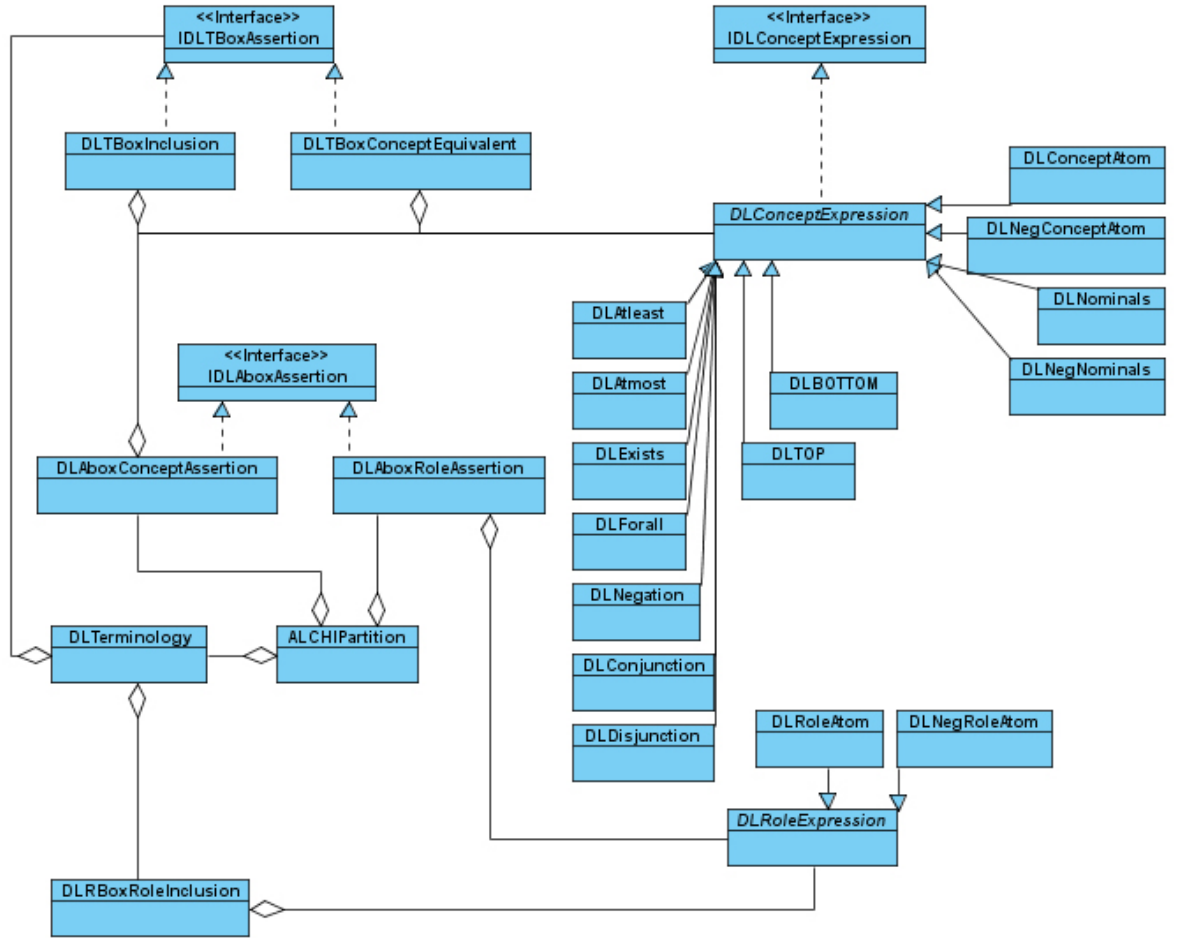 <<Interface>>
IDLTBoxAssertion
<<Interface>>
IDLConceptExpression
DLTBoxInclusion
DLTBoxConceptEquivalent
DLConceptAtom
DLConceptExpression
DLNegConceptAtom
DLNominals
DLAtleast
<<Interface>>
IDLAboxAssertion
DLNegNominals
DLAtmost
DLBOTTOM
DLExists
DLTOP
DLAboxConceptAssertion
DLAboxRoleAssertion
DLForall
DLNegation
DLTerminology
ALCHIPartition
DLConjunction
DLDisjunction
DLRoleAtom
DLNegRoleAtom
DLRoleExpression
DLRBoxRoleInclusion